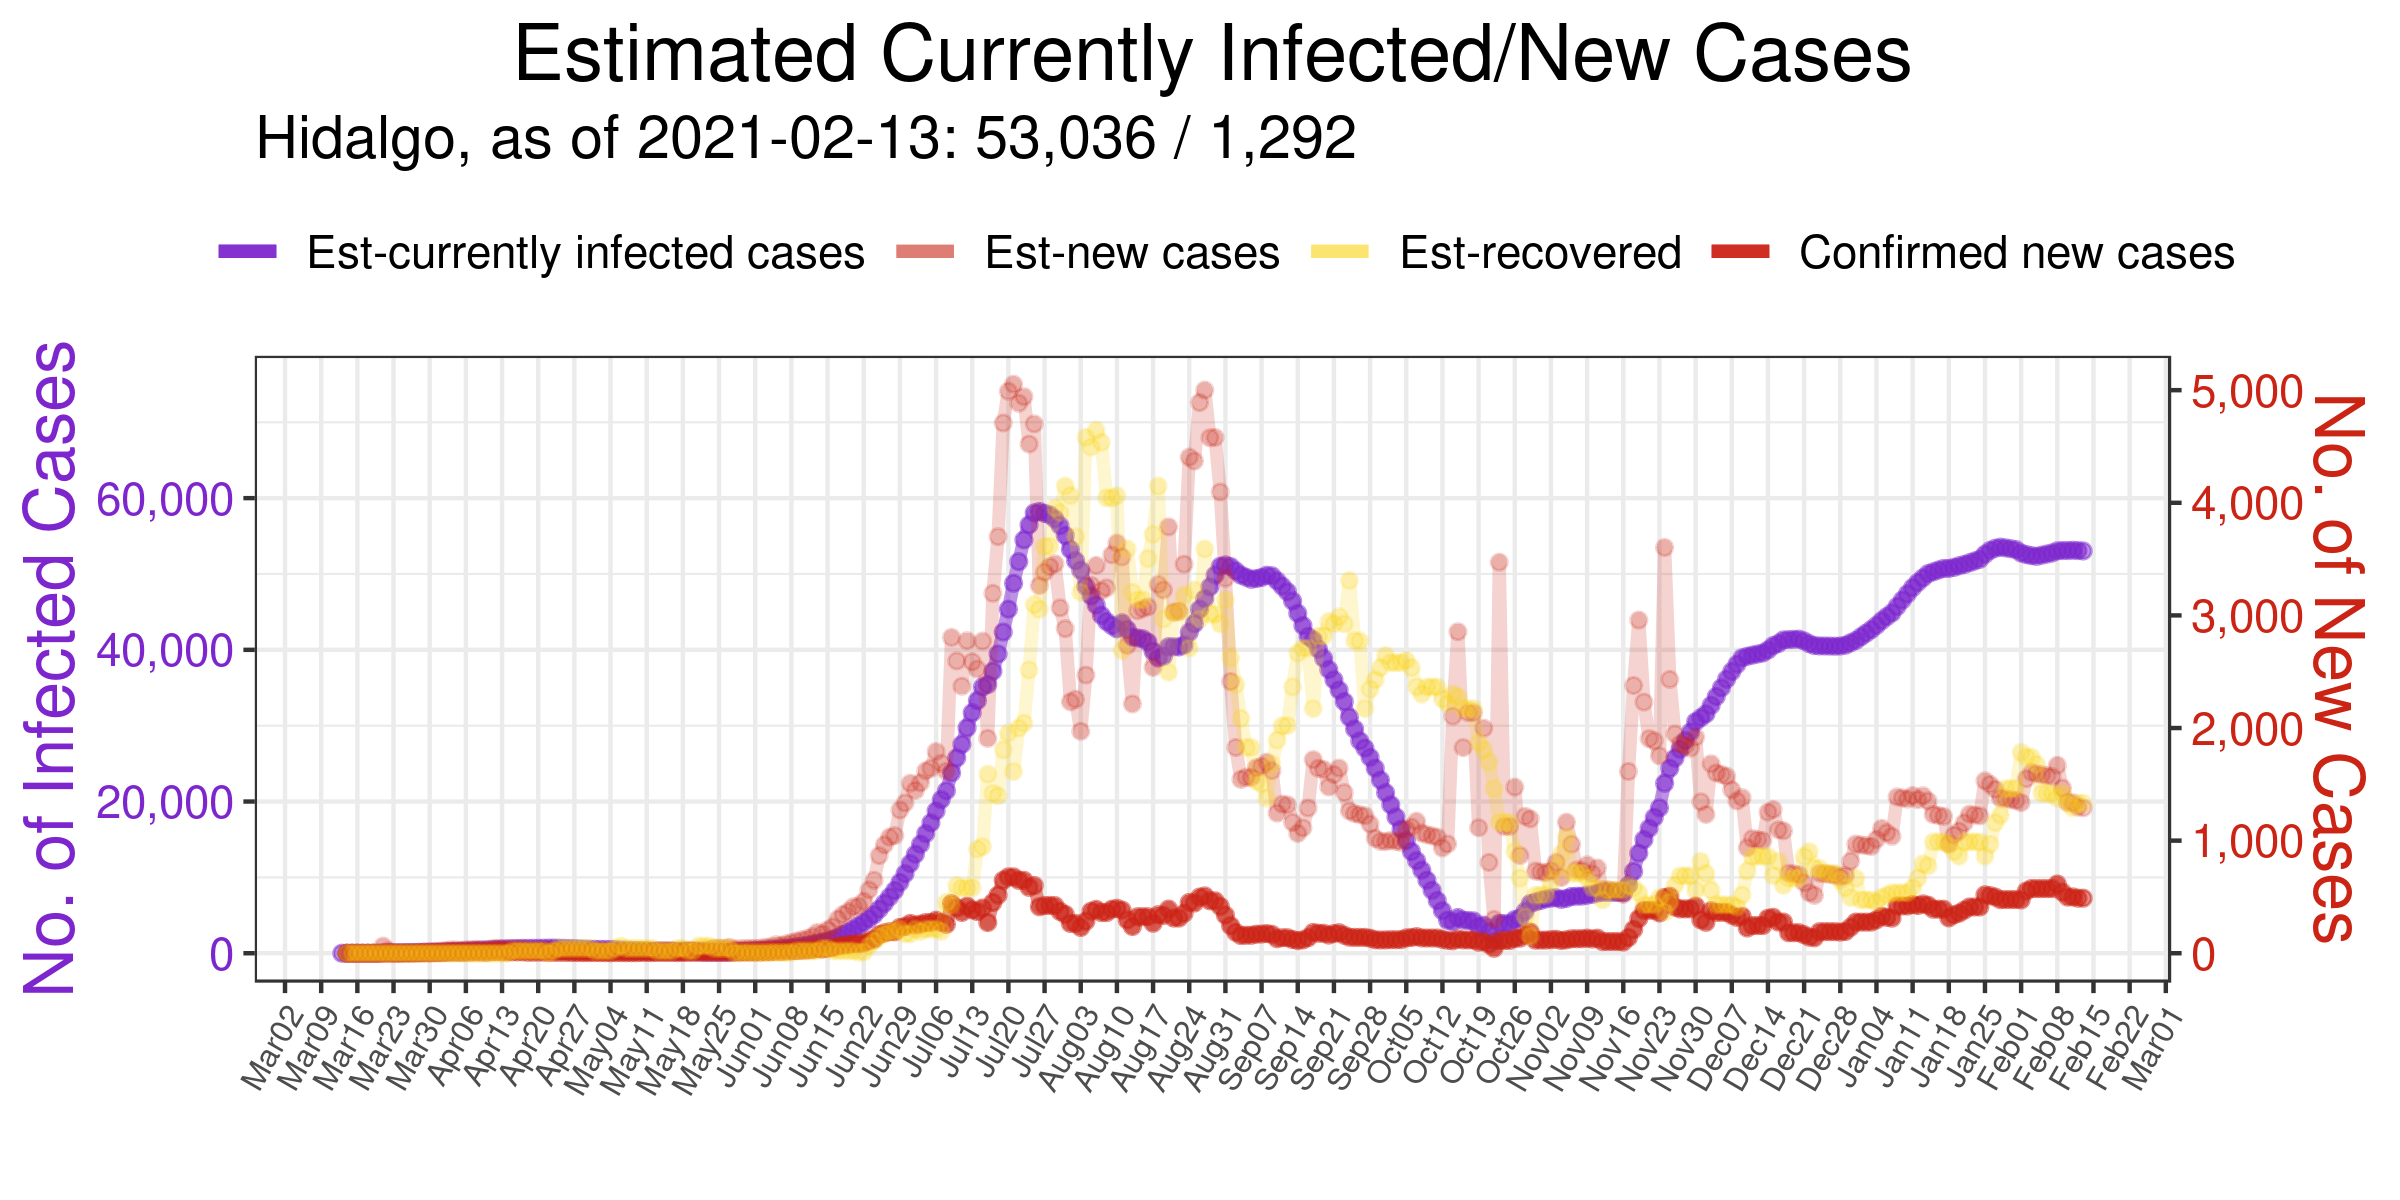 Estimated Currently Infected/New Cases
Hidalgo, as of 2021-02-13: 53,036 / 1,292
Est-currently infected cases Est-new cases Est-recovered Confirmed new cases
No. of Infected Cases
60,000
40,000
20,000
0
5,000
4,000
3,000
2,000
1,000
0
No. of New Cases
Mar02 Mar09 Mar16 Mar23 Mar30 Apr06 Apr13 Apr20 Apr27 May04 May11 May18 May25 Jun01 Jun08 Jun15 Jun22 Jun29 Jul06 Jul13 Jul20 Jul27 Aug03 Aug10 Aug17 Aug24 Aug31 Sep07 Sep14 Sep21 Sep28 Oct05 Oct12 Oct19 Oct26 Nov02 Nov09 Nov16 Nov23 Nov30 Dec07 Dec14 Dec21 Dec28 Jan04 Jan11 Jan18 Jan25 Feb01 Feb08 Feb15 Feb22 Mar01